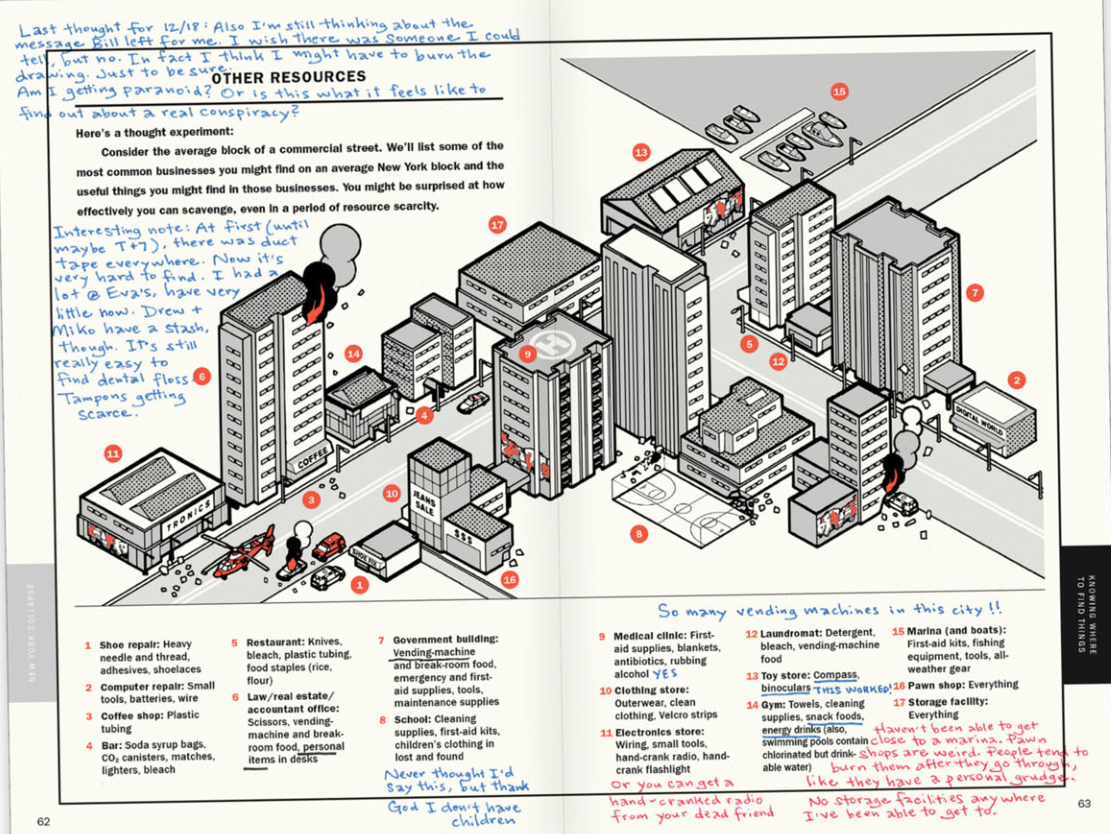 Last thought for 12/18: Also I'm still thinking about the
message Bill left for me. I wish there was someone I could
tell, but no. In fact I think I might have to burn the
drawing. Just to be sure.
OTHER RESOURCES
Am I getting paranoid? Or is this what it feels like to
find out about a real conspiracy?
Here's a thought experiment:
Consider the average block of a commercial street. We'll list some of the
most common businesses you might find on an average New York block and the
useful things you might find in those businesses. You might be surprised at how
effectively you can scavenge, even in a period of resource scarcity.
Interesting note: At first (until
maybe T+7), there was duct
tape everywhere. Now it's
very hard to find. I had a
lot @ Eva's, have very
little now. Drew +
Miko have a stash,
though. It's still
really easy to
find dental floss.
Tampons getting
scarce.
15
13
17
7
9
5
12
14
6
2
4
DIGITAL WORLD
11
COFFEE
10
JEANS
SALE
3
TRONICS
$$$
8
SHOE FIX
1
16
NEW YORK COLLAPSE
KNOWING WHERE
TO FIND THINGS
So many vending machines in this city!!
1 Shoe repair: Heavy
needle and thread,
adhesives, shoelaces
2 Computer repair: Small
tools, batteries, wire
3 Coffee shop: Plastic
tubing
4 Bar: Soda syrup bags,
CO₂ canisters, matches,
lighters, bleach
5 Restaurant: Knives,
bleach, plastic tubing,
food staples (rice,
flour)
6 Law/real estate/
accountant office:
Scissors, vending-
machine and break-
room food, personal
items in desks
7 Government building:
Vending-machine
and break-room food,
emergency and first-
aid supplies, tools,
maintenance supplies
8 School: Cleaning
supplies, first-aid kits,
children's clothing in
lost and found
Never thought I'd
say this, but thank
God I don't have
children
9 Medical clinic: First-
aid supplies, blankets,
antibiotics, rubbing
alcohol YES
10 Clothing store:
Outerwear, clean
clothing, Velcro strips
11 Electronics store:
Wiring, small tools,
hand-crank radio, hand-
crank flashlight
Or you can get a
hand-cranked radio
from your dead friend
12 Laundromat: Detergent,
bleach, vending-machine
food
13 Toy store: Compass,
binoculars THIS WORKED!
14 Gym: Towels, cleaning
supplies, snack foods,
energy drinks (also,
swimming pools contain
chlorinated but drink-
able water)
15 Marina (and boats):
First-aid kits, fishing
equipment, tools, all-
weather gear
16 Pawn shop: Everything
17 Storage facility:
Everything
Haven't been able to get
close to a marina. Pawn
shops are weird. People tend to
burn them after they go through,
like they have a personal grudge.
No storage facilities anywhere
I've been able to get to.
62
63